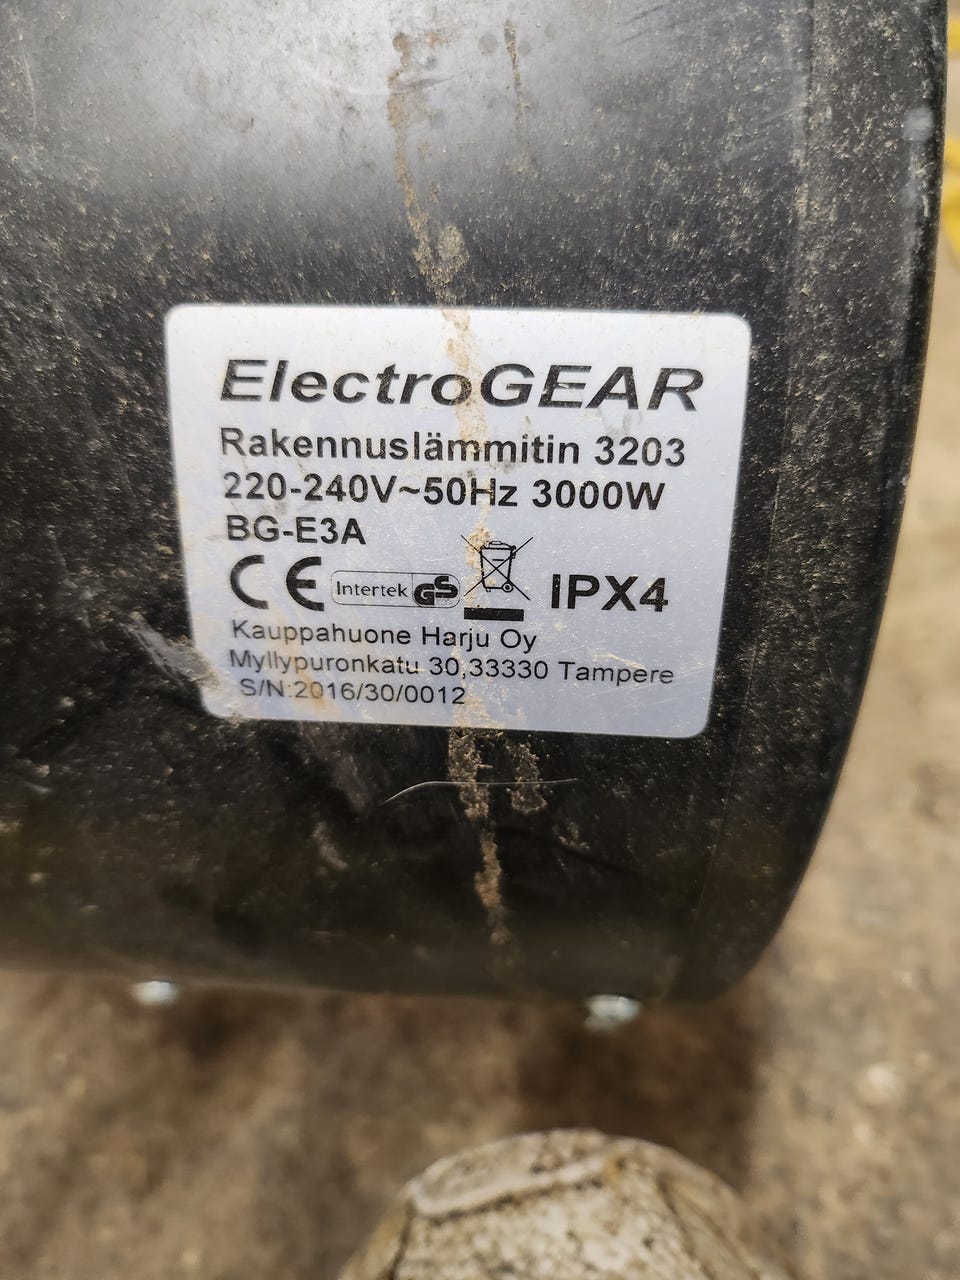 ElectroGEAR
Rakennuslämmitin 3203
220-240V~50Hz 3000W
BG-E3A
CE Intertek GS IPX4
Kauppahuone Harju Oy
Myllypuronkatu 30,33330 Tampere
S/N:2016/30/0012